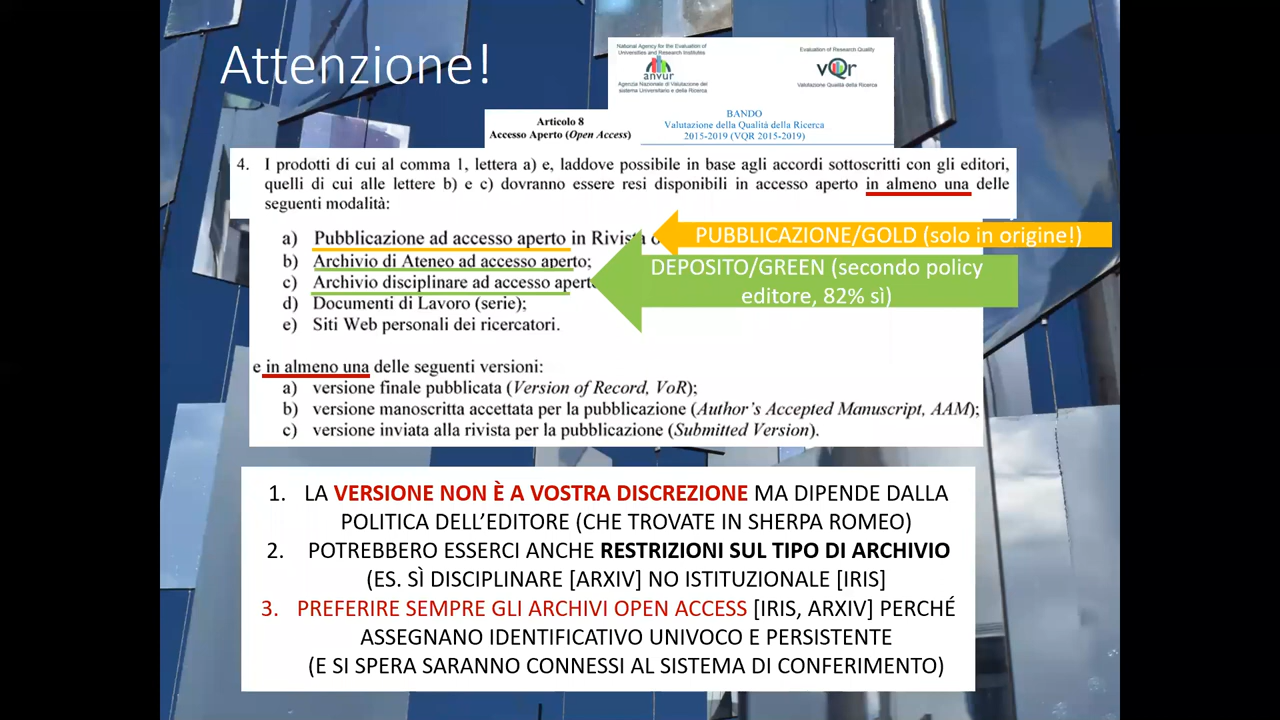 Attenzione!
National Agency for the Evaluation of
Universities and Research Institutes
anvur
Agenzia Nazionale di Valutazione del
sistema Universitario e della Ricerca
Evaluation of Research Quality
vQr
Valutazione Qualità della Ricerca
BANDO
Valutazione della Qualità della Ricerca
2015-2019 (VQR 2015-2019)
Articolo 8
Accesso Aperto (Open Access)
4. I prodotti di cui al comma 1, lettera a) e, laddove possibile in base agli accordi sottoscritti con gli editori,
quelli di cui alle lettere b) e c) dovranno essere resi disponibili in accesso aperto in almeno una delle
seguenti modalità:
a) Pubblicazione ad accesso aperto in Rivista o
PUBBLICAZIONE/GOLD (solo in origine!)
b) Archivio di Ateneo ad accesso aperto;
c) Archivio disciplinare ad accesso aperto
DEPOSITO/GREEN (secondo policy
editore, 82% sì)
d) Documenti di Lavoro (serie);
e) Siti Web personali dei ricercatori.
e in almeno una delle seguenti versioni:
a) versione finale pubblicata (Version of Record, VoR);
b) versione manoscritta accettata per la pubblicazione (Author's Accepted Manuscript, AAM);
c) versione inviata alla rivista per la pubblicazione (Submitted Version).
1. LA VERSIONE NON È A VOSTRA DISCREZIONE MA DIPENDE DALLA
POLITICA DELL'EDITORE (CHE TROVATE IN SHERPA ROMEO)
2. POTREBBERO ESSERCI ANCHE RESTRIZIONI SUL TIPO DI ARCHIVIO
(ES. SÌ DISCIPLINARE [ARXIV] NO ISTITUZIONALE [IRIS]
3. PREFERIRE SEMPRE GLI ARCHIVI OPEN ACCESS [IRIS, ARXIV] PERCHÉ
ASSEGNANO IDENTIFICATIVO UNIVOCO E PERSISTENTE
(E SI SPERA SARANNO CONNESSI AL SISTEMA DI CONFERIMENTO)